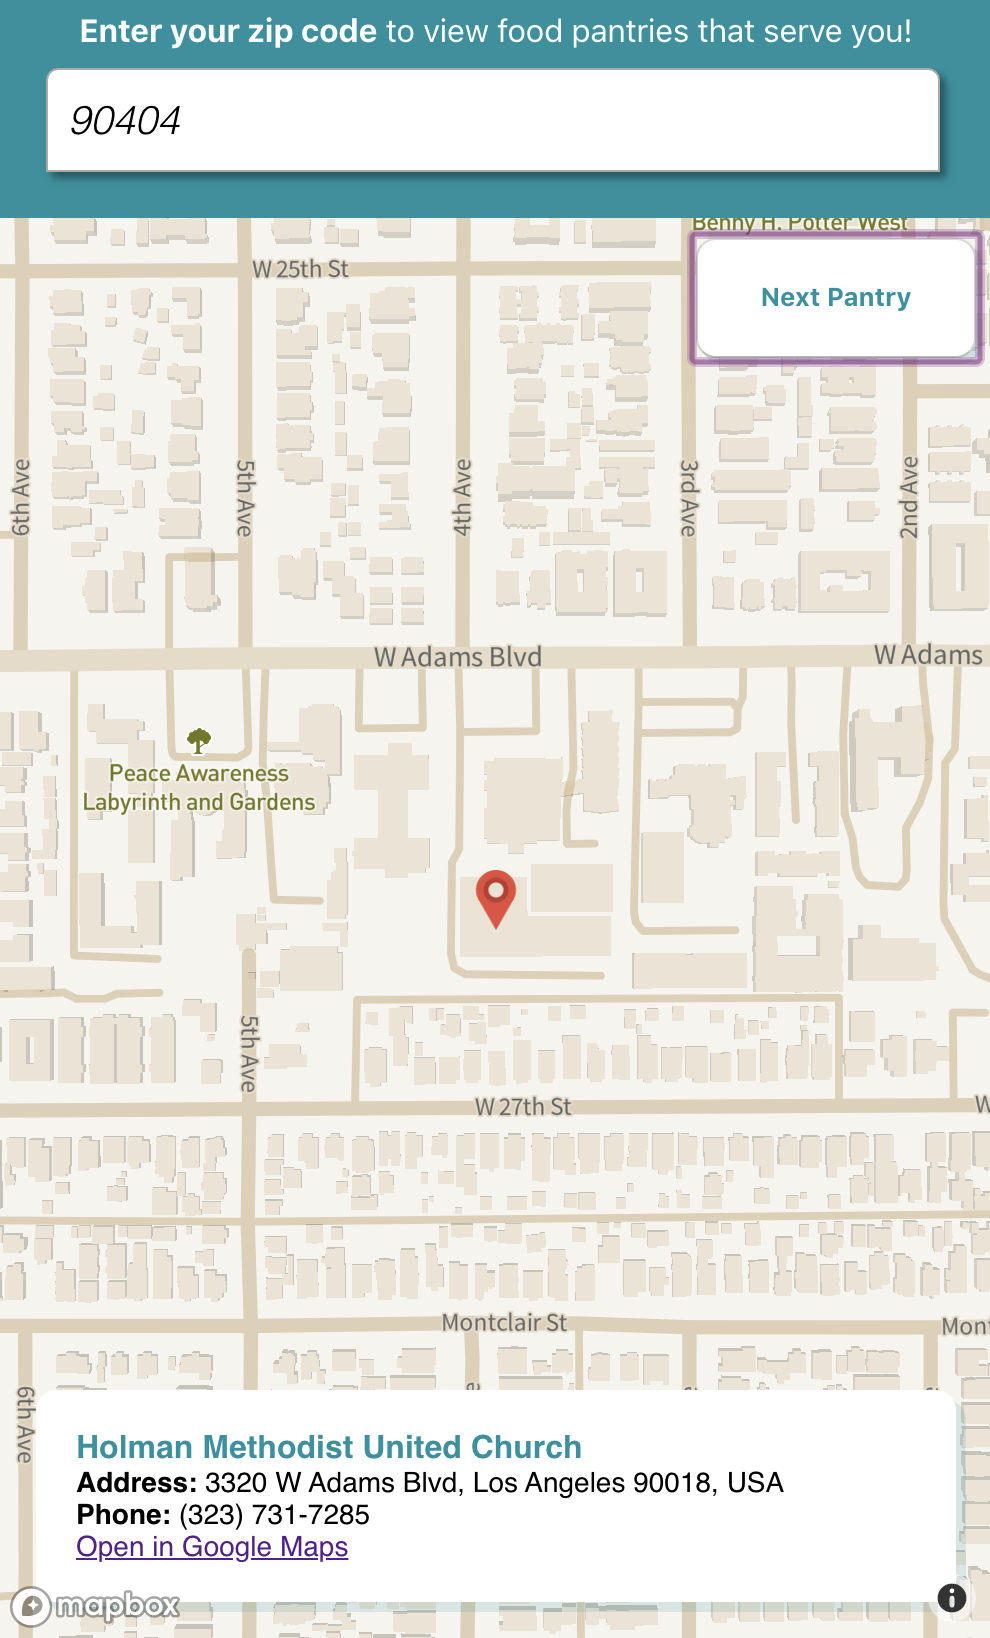 Enter your zip code to view food pantries that serve you!
90404
Benny H. Potter West
Next Pantry
W 25th St
6th Ave
5th Ave
4th Ave
3rd Ave
2nd Ave
W Adams Blvd
W Adams
Peace Awareness
Labyrinth and Gardens
5th Ave
W 27th St
W
Montclair St
Mont
6th Ave
Holman Methodist United Church
Address: 3320 W Adams Blvd, Los Angeles 90018, USA
Phone: (323) 731-7285
Open in Google Maps
mapbox